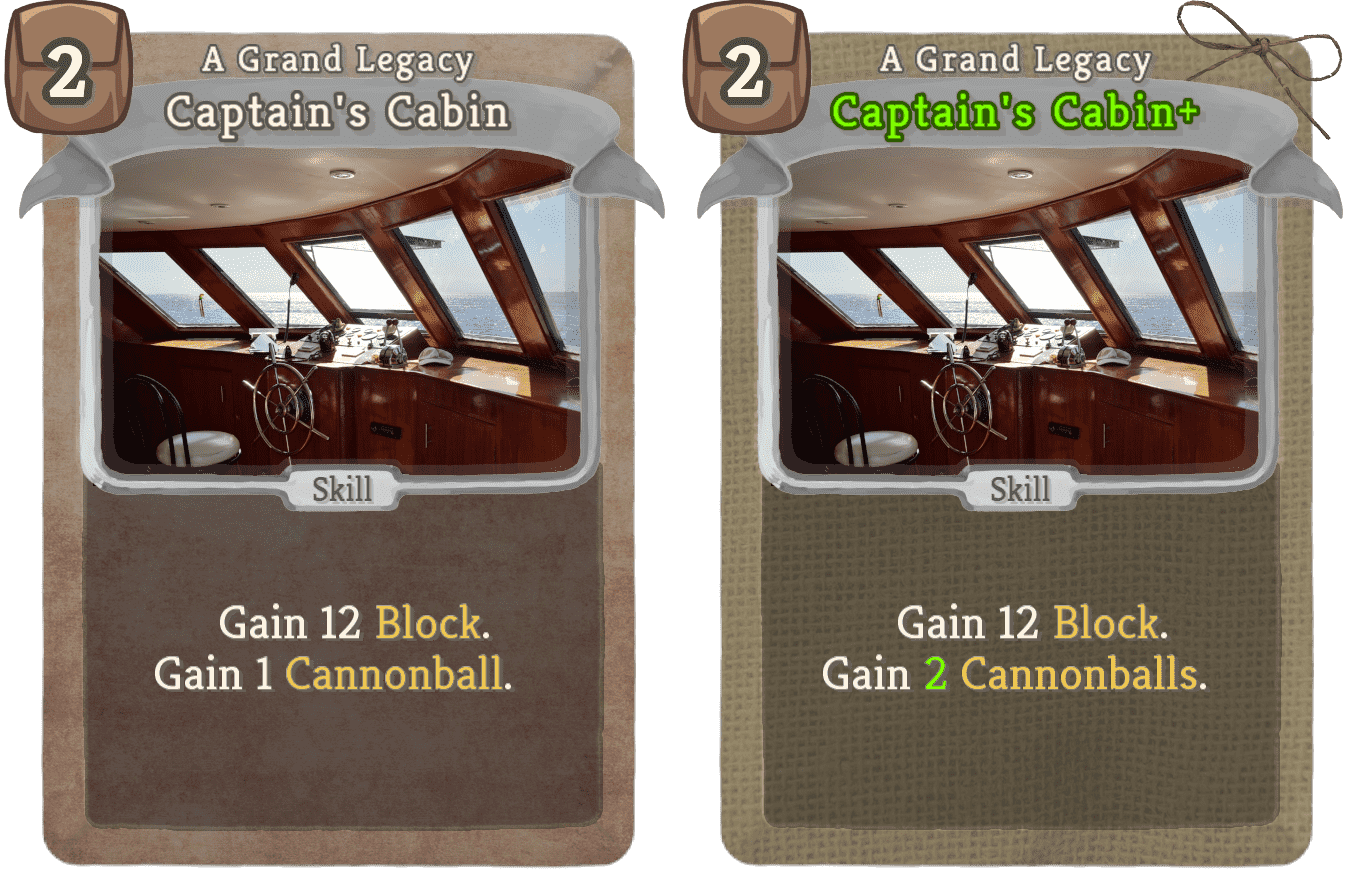 2
A Grand Legacy
Captain's Cabin
Skill
Gain 12 Block.
Gain 1 Cannonball.
2
A Grand Legacy
Captain's Cabin+
Skill
Gain 12 Block.
Gain 2 Cannonballs.